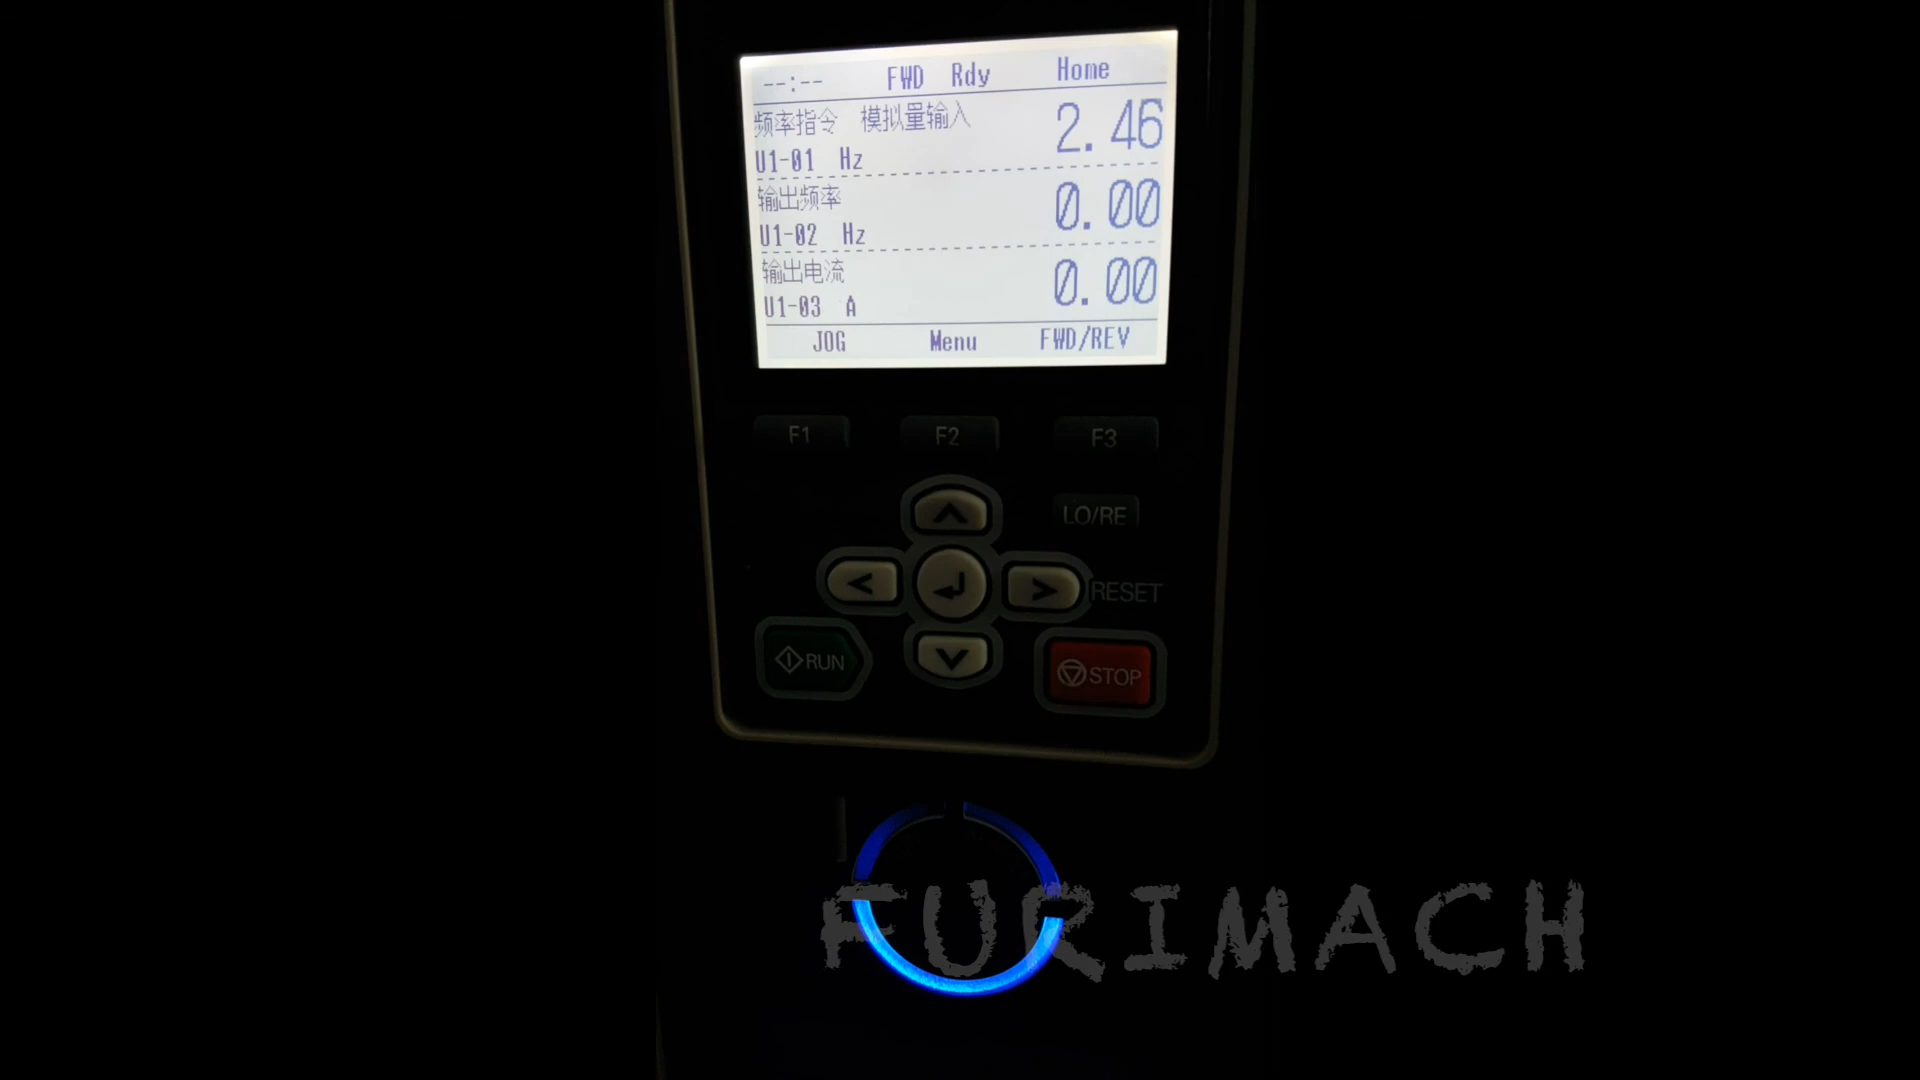 --:-- FWD Rdy Home
频率指令 模拟量输入 2.46
U1-01 Hz
输出频率 0.00
U1-02 Hz
输出电流 0.00
U1-03 A
JOG Menu FWD/REV
F1 F2 F3
LO/RE
RESET
RUN STOP
FURIMACH